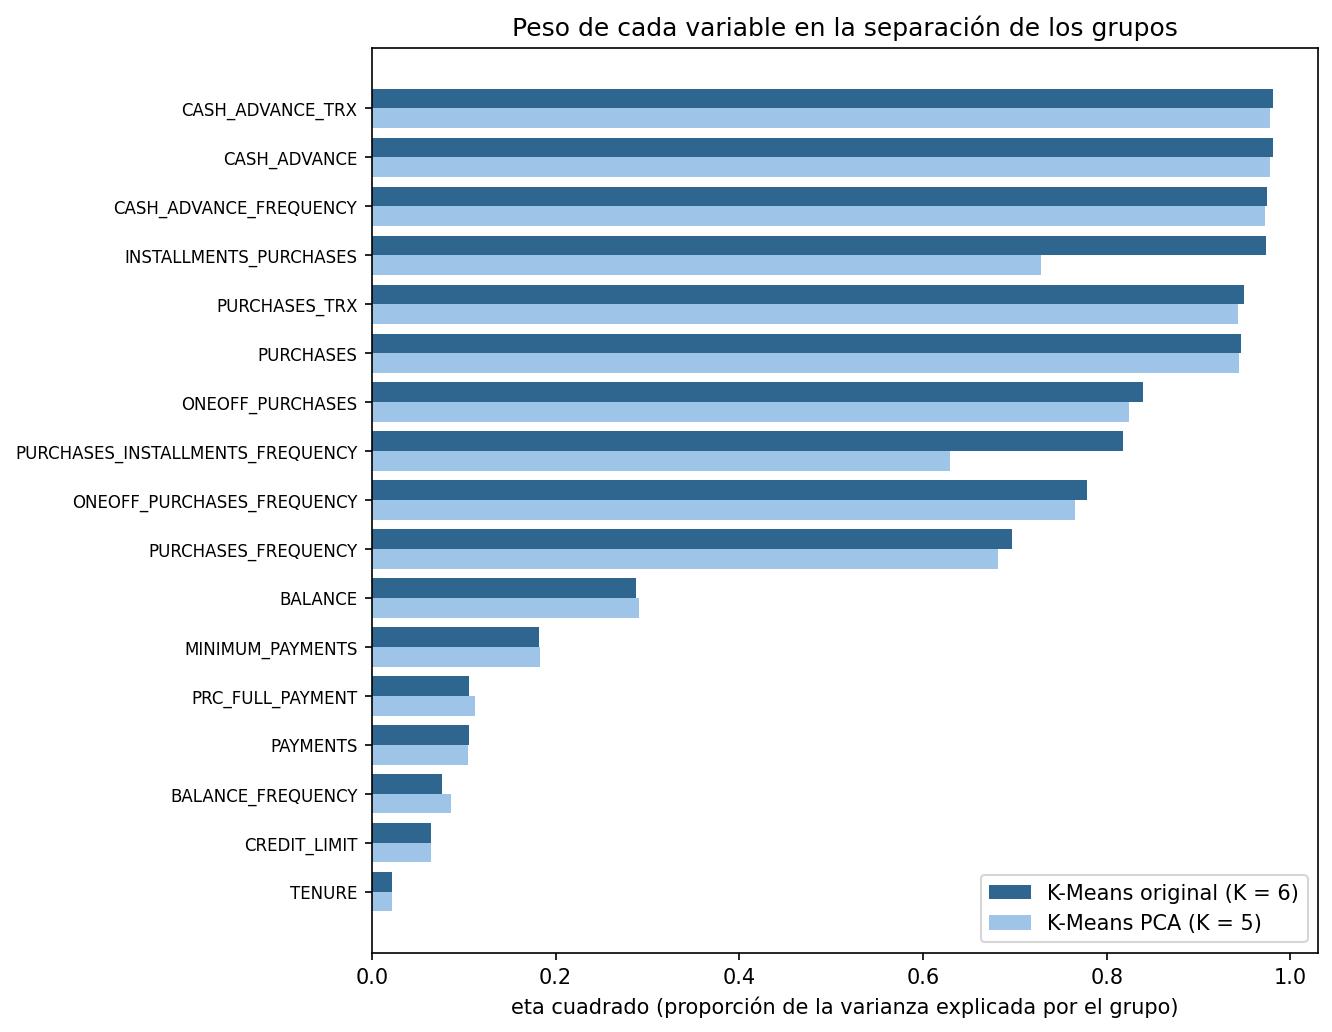 Peso de cada variable en la separación de los grupos
CASH_ADVANCE_TRX
CASH_ADVANCE
CASH_ADVANCE_FREQUENCY
INSTALLMENTS_PURCHASES
PURCHASES_TRX
PURCHASES
ONEOFF_PURCHASES
PURCHASES_INSTALLMENTS_FREQUENCY
ONEOFF_PURCHASES_FREQUENCY
PURCHASES_FREQUENCY
BALANCE
MINIMUM_PAYMENTS
PRC_FULL_PAYMENT
PAYMENTS
BALANCE_FREQUENCY
CREDIT_LIMIT
TENURE
K-Means original (K = 6)
K-Means PCA (K = 5)
0.0 0.2 0.4 0.6 0.8 1.0
eta cuadrado (proporción de la varianza explicada por el grupo)